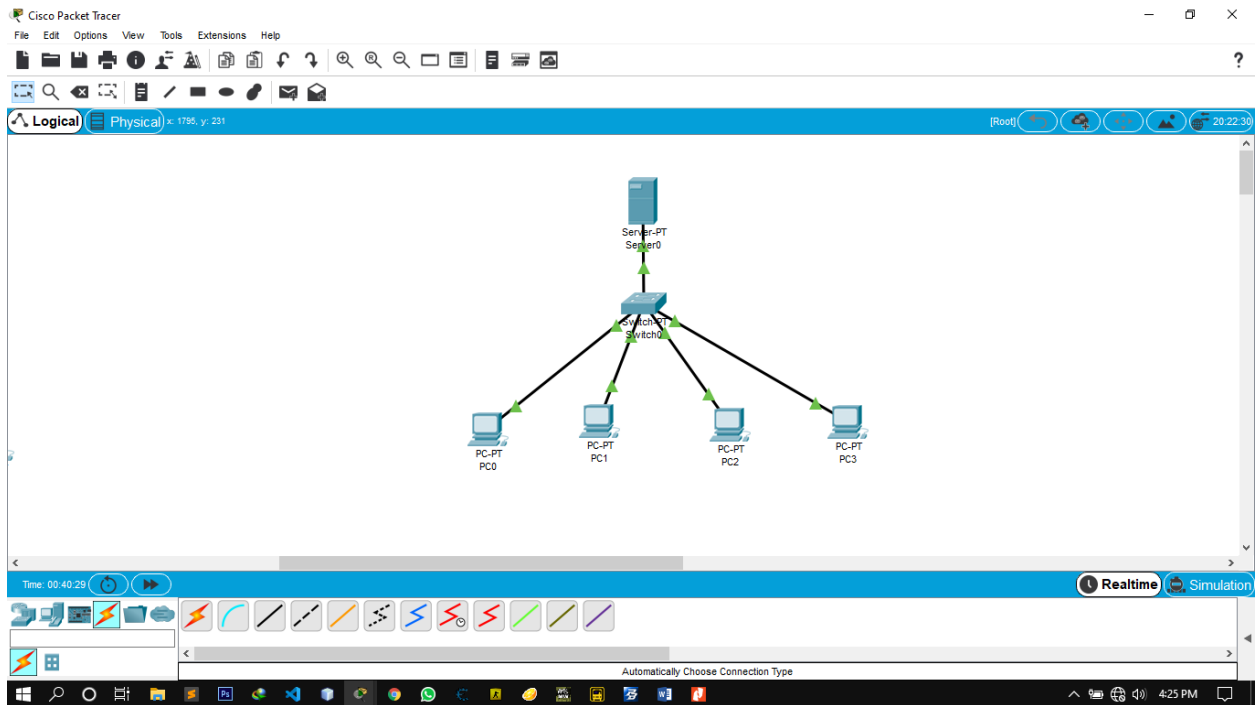 Cisco Packet Tracer
File Edit Options View Tools Extensions Help
?
Logical Physical x: 1795, y: 231 [Root] 20:22:30
Server-PT
Server0
Switch-PT
Switch0
PC-PT
PC0
PC-PT
PC1
PC-PT
PC2
PC-PT
PC3
Time: 00:40:29 Realtime Simulation
Automatically Choose Connection Type
4:25 PM